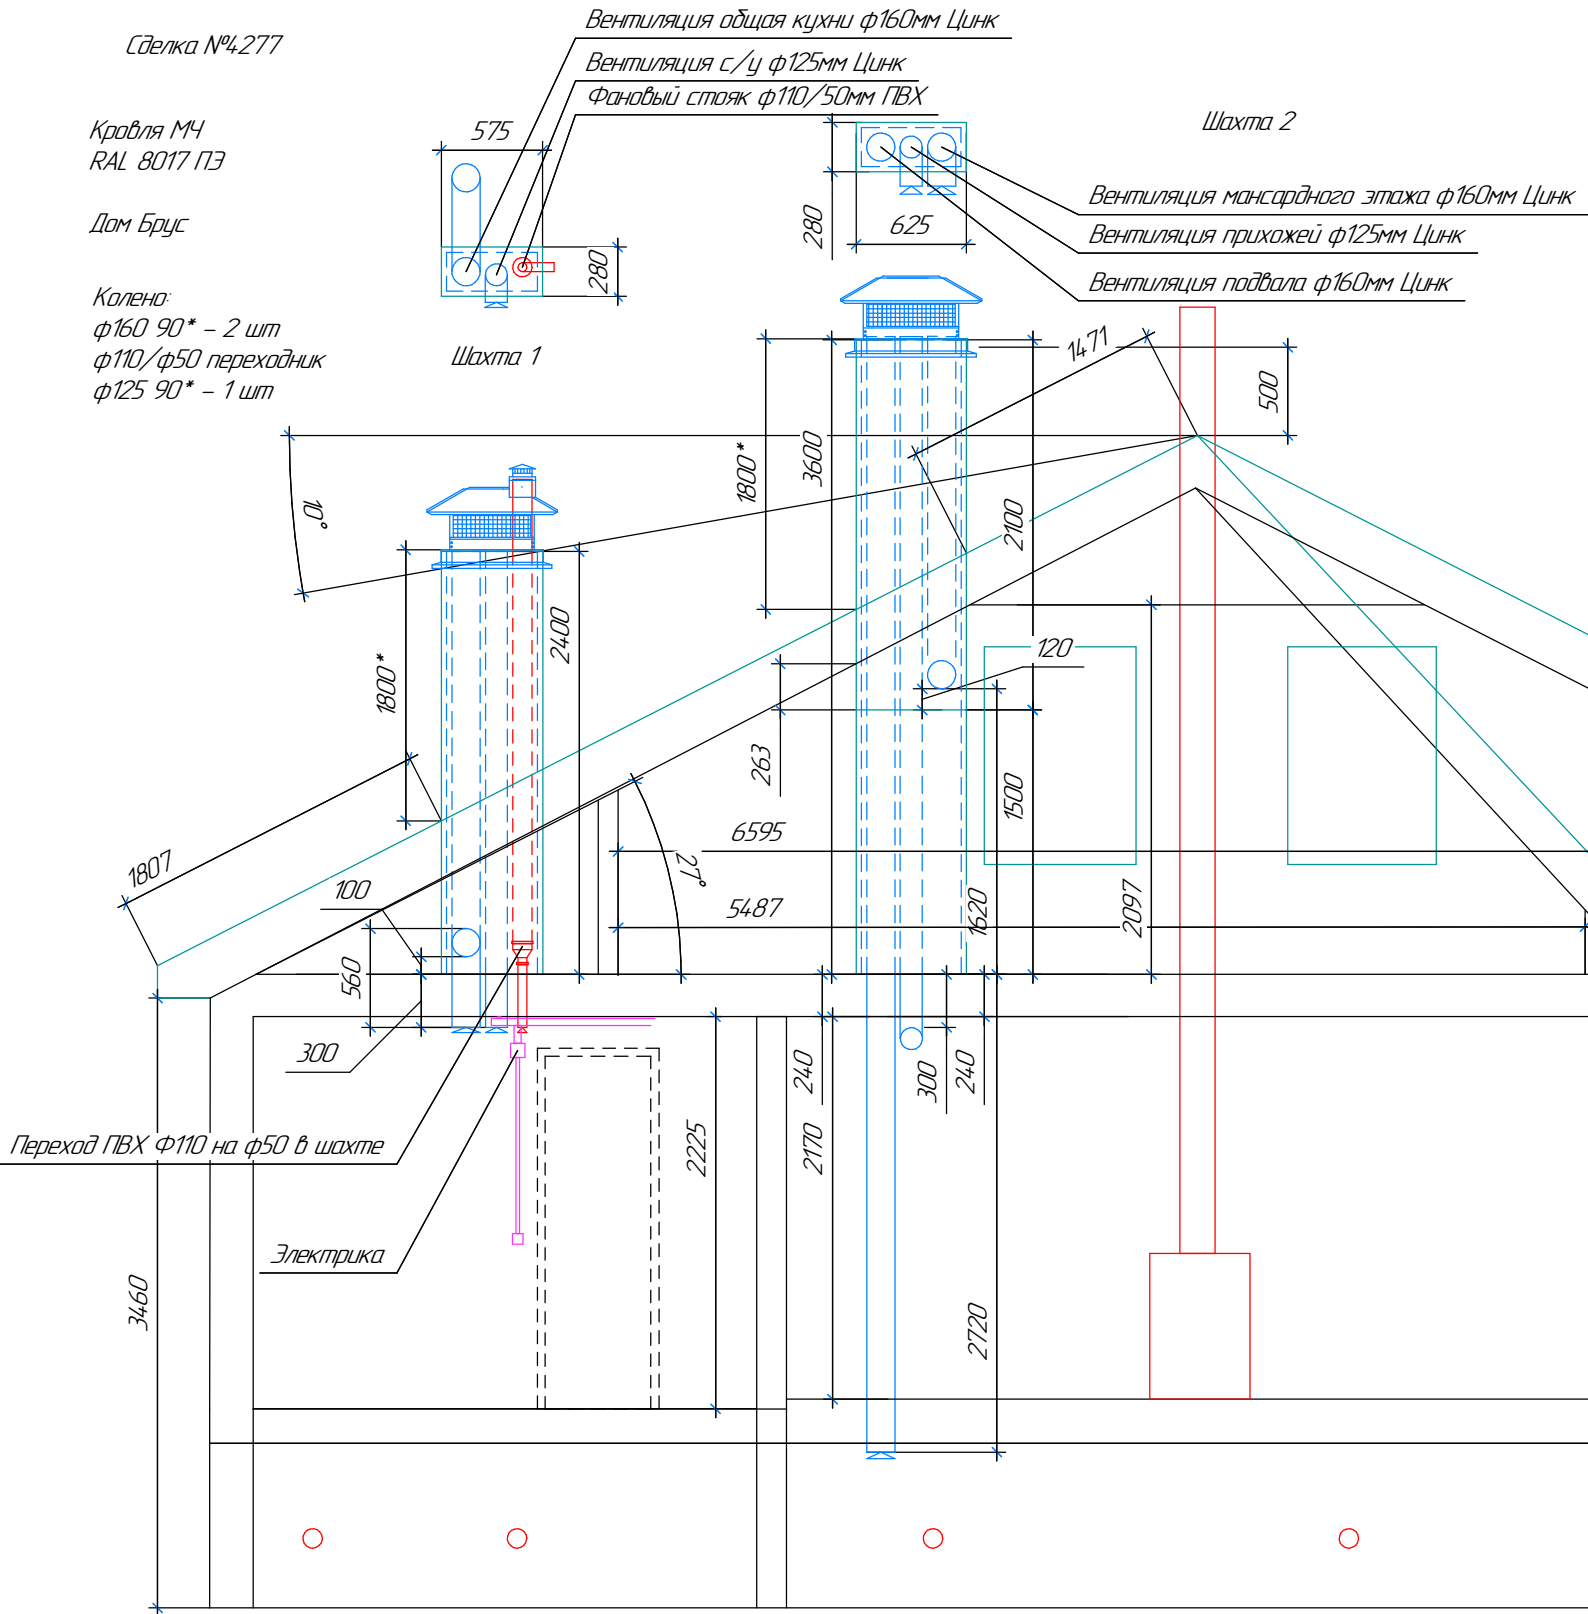 Сделка №4277
Вентиляция общая кухни ф160мм Цинк
Вентиляция с/у ф125мм Цинк
Фановый стояк ф110/50мм ПВХ
Кровля МЧ
RAL 8017 ПЭ
Дом Брус
Колено:
ф160 90* - 2 шт
ф110/ф50 переходник
ф125 90* - 1 шт
575
280
Шахта 1
Шахта 2
280
625
Вентиляция мансардного этажа ф160мм Цинк
Вентиляция прихожей ф125мм Цинк
Вентиляция подвала ф160мм Цинк
1471
500
10°
1800*
3600
2100
1800*
2400
120
263
1500
1807
6595
27°
100
5487
1620
2097
560
300
240
300
240
2225
2170
Переход ПВХ Ф110 на ф50 в шахте
Электрика
3460
2720